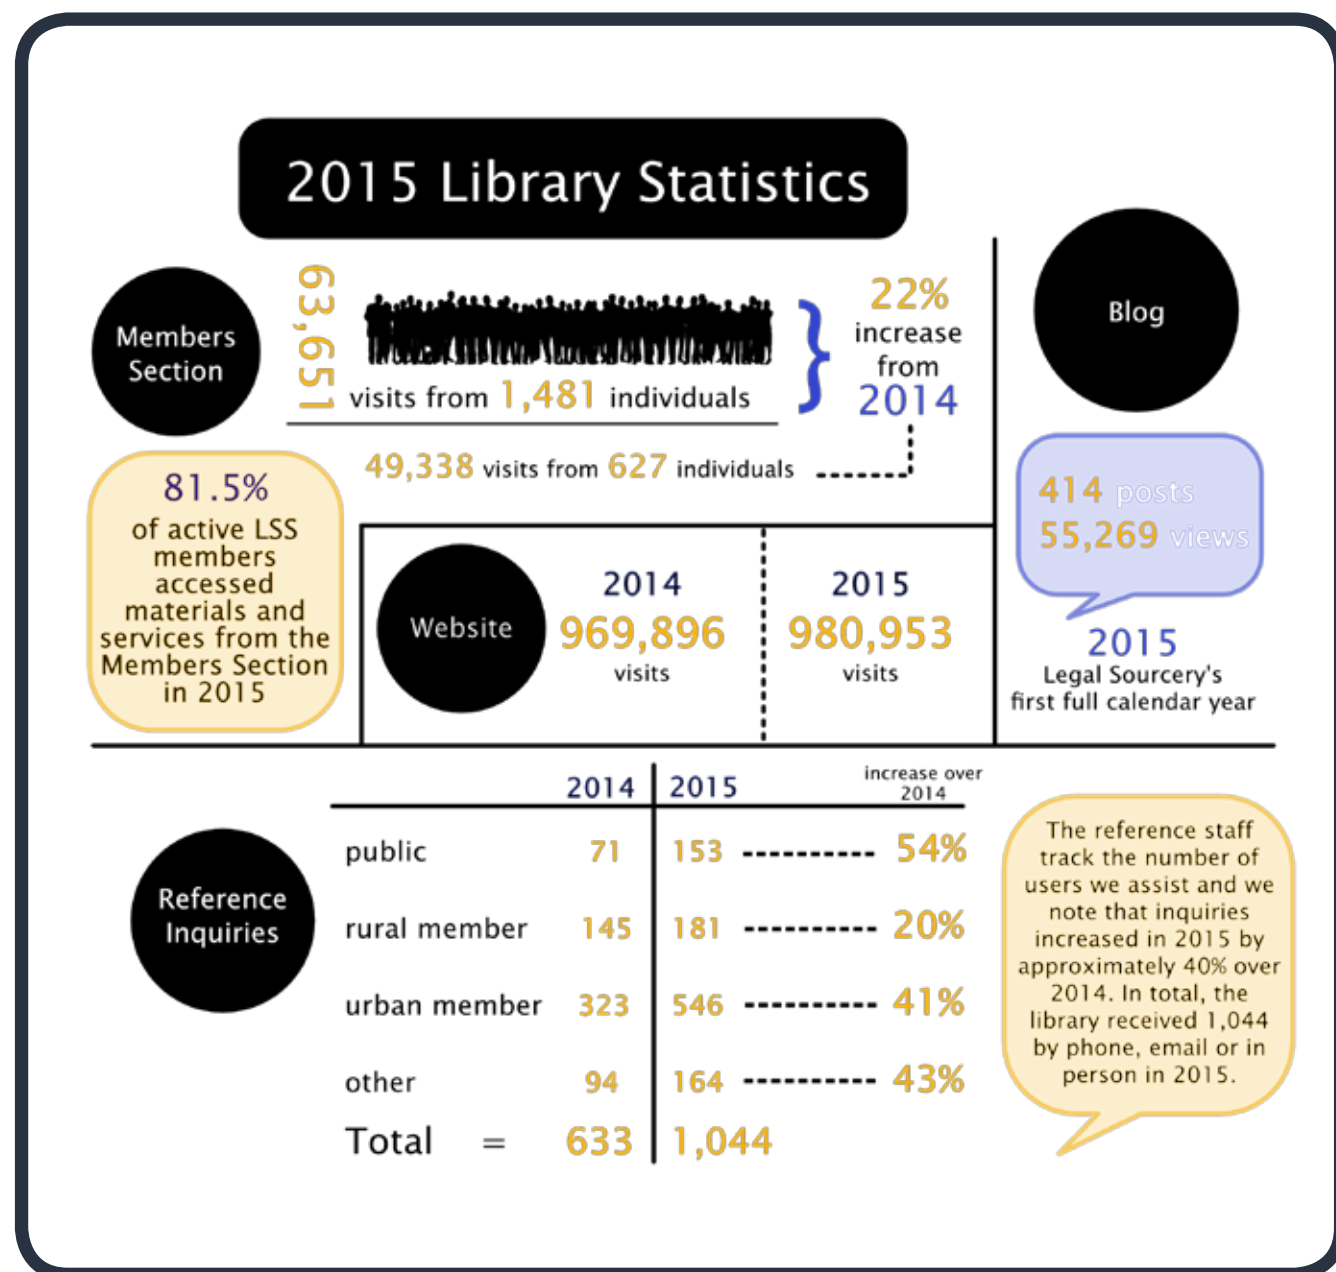 2015 Library Statistics
Members
Section
63,651
visits from 1,481 individuals
22%
increase
from
2014
49,338 visits from 627 individuals
81.5%
of active LSS
members
accessed
materials and
services from the
Members Section
in 2015
Website
2014
969,896
visits
2015
980,953
visits
Blog
414 posts
55,269 views
2015
Legal Sourcery's
first full calendar year
Reference
Inquiries
2014 2015 increase over
2014
public 71 153 54%
rural member 145 181 20%
urban member 323 546 41%
other 94 164 43%
Total = 633 1,044
The reference staff
track the number of
users we assist and we
note that inquiries
increased in 2015 by
approximately 40% over
2014. In total, the
library received 1,044
by phone, email or in
person in 2015.